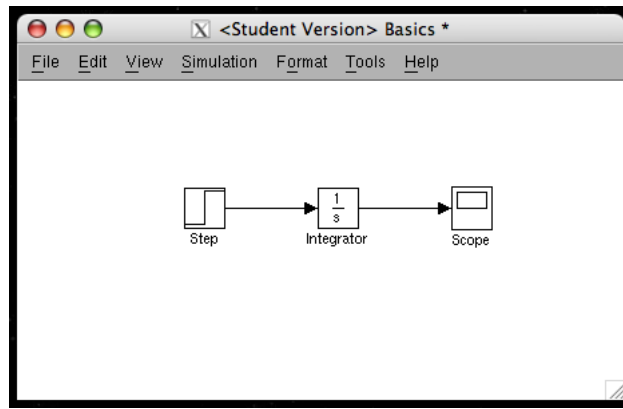 X <Student Version> Basics *
File Edit View Simulation Format Tools Help
1
s
Step Integrator Scope